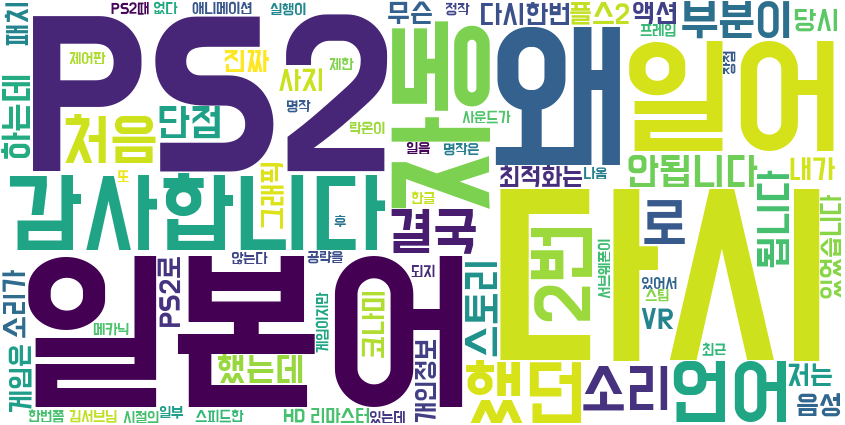 PS2때 없다 애니메이션 실행이 무슨 정작 다시한번 플스2 액션 부분이 당시
패치 PS2 제어판 진짜 사지 제한 자동 왜 프레임 일어 장점
하는데 처음 단점 명작 락온이 사운드가
일음 명작은 최적화는 나옴 안됩니다 내가
또 감사합니다 그래픽 후 한글 결국 다시 2번 로 됩니다 있었습니다
않는다 공략을 되지 서브웨폰이 있어서 스팀
소리가 일본어 PS2로 메카닉 게임이지만 코나미 스토리 VR
게임은 했는데 개인정보 최근
했던 소리 언어 저는 음성
한번쯤 김서브님 시절의 일부 스피드한 HD 리마스터 있는데